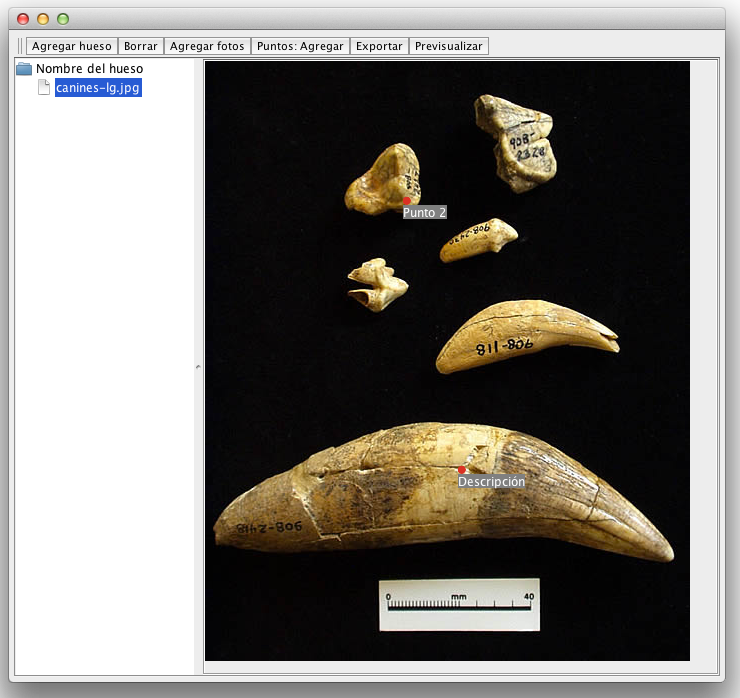 Agregar hueso Borrar Agregar fotos Puntos: Agregar Exportar Previsualizar
Nombre del hueso
canines-lg.jpg
908-
2328
Punto 2
908-2430
908-118
Descripción
908-2418
0 mm 40